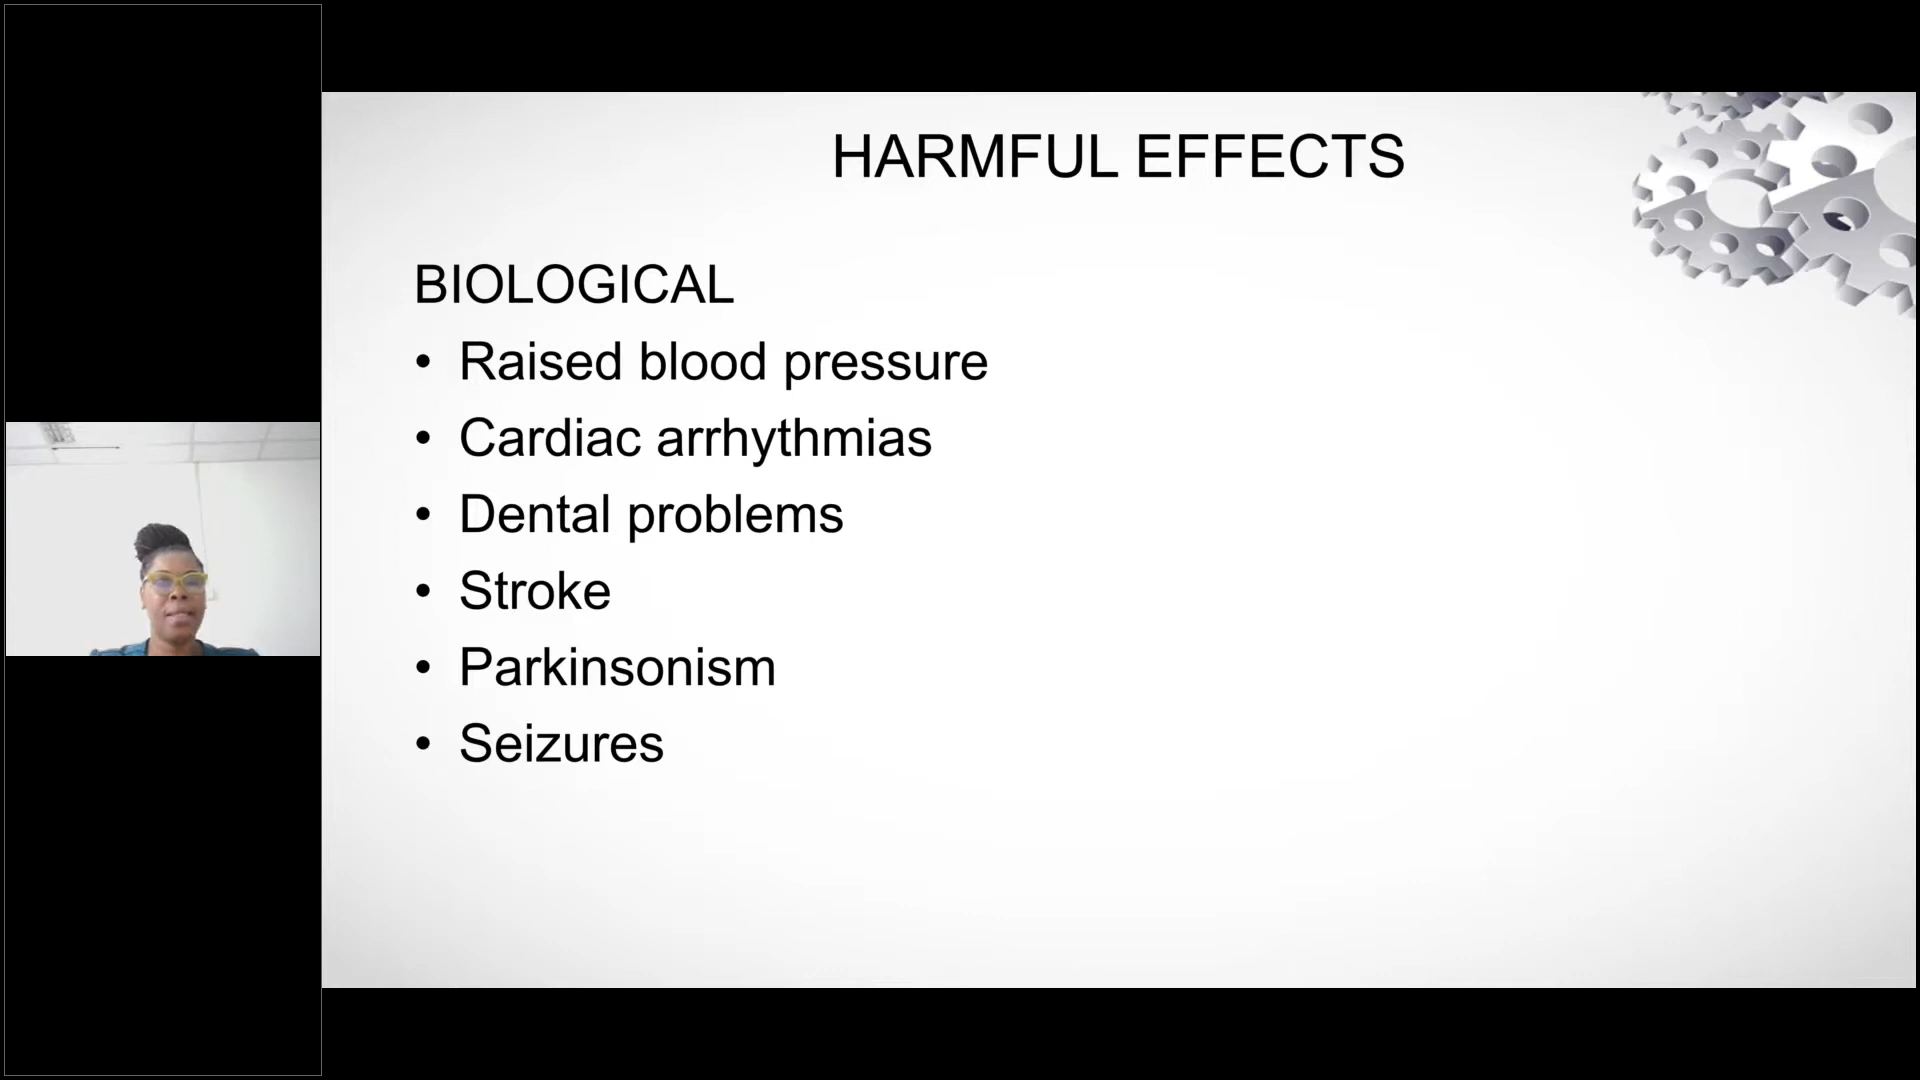 HARMFUL EFFECTS
BIOLOGICAL
• Raised blood pressure
• Cardiac arrhythmias
• Dental problems
• Stroke
• Parkinsonism
• Seizures